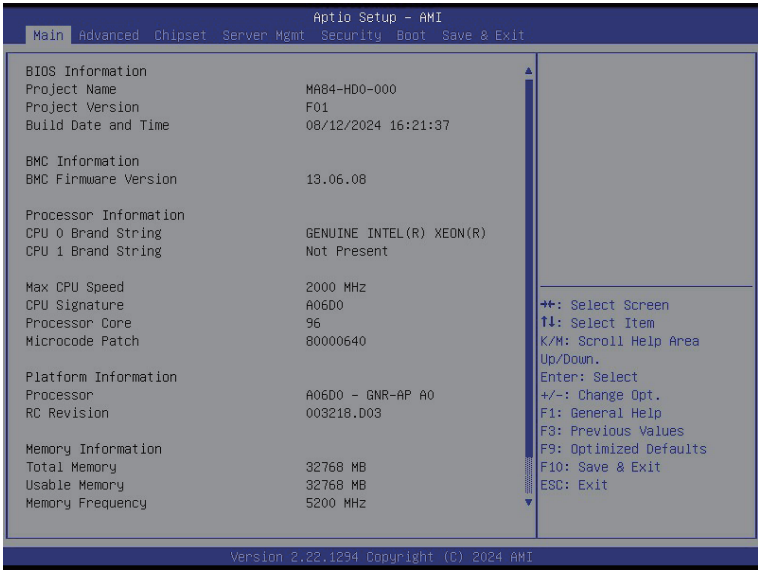 Aptio Setup - AMI
Main Advanced Chipset Server Mgmt Security Boot Save & Exit
BIOS Information
Project Name MA84-HD0-000
Project Version F01
Build Date and Time 08/12/2024 16:21:37
BMC Information
BMC Firmware Version 13.06.08
Processor Information
CPU 0 Brand String GENUINE INTEL(R) XEON(R)
CPU 1 Brand String Not Present
Max CPU Speed 2000 MHz
CPU Signature A06D0
Processor Core 96
Microcode Patch 80000640
Platform Information
Processor A06D0 - GNR-AP A0
RC Revision 003218.D03
Memory Information
Total Memory 32768 MB
Usable Memory 32768 MB
Memory Frequency 5200 MHz
→←: Select Screen
↑↓: Select Item
K/M: Scroll Help Area
Up/Down.
Enter: Select
+/-: Change Opt.
F1: General Help
F3: Previous Values
F9: Optimized Defaults
F10: Save & Exit
ESC: Exit
Version 2.22.1294 Copyright (C) 2024 AMI